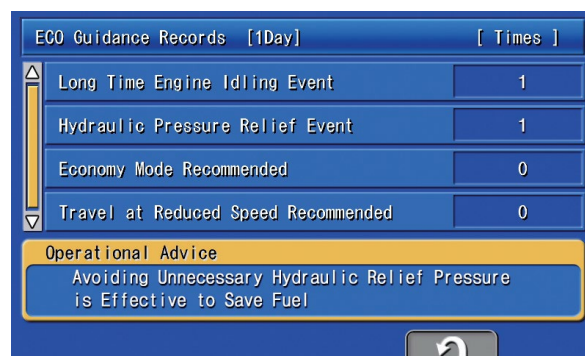 ECO Guidance Records [1Day] [ Times ]
Long Time Engine Idling Event 1
Hydraulic Pressure Relief Event 1
Economy Mode Recommended 0
Travel at Reduced Speed Recommended 0
Operational Advice
Avoiding Unnecessary Hydraulic Relief Pressure
is Effective to Save Fuel